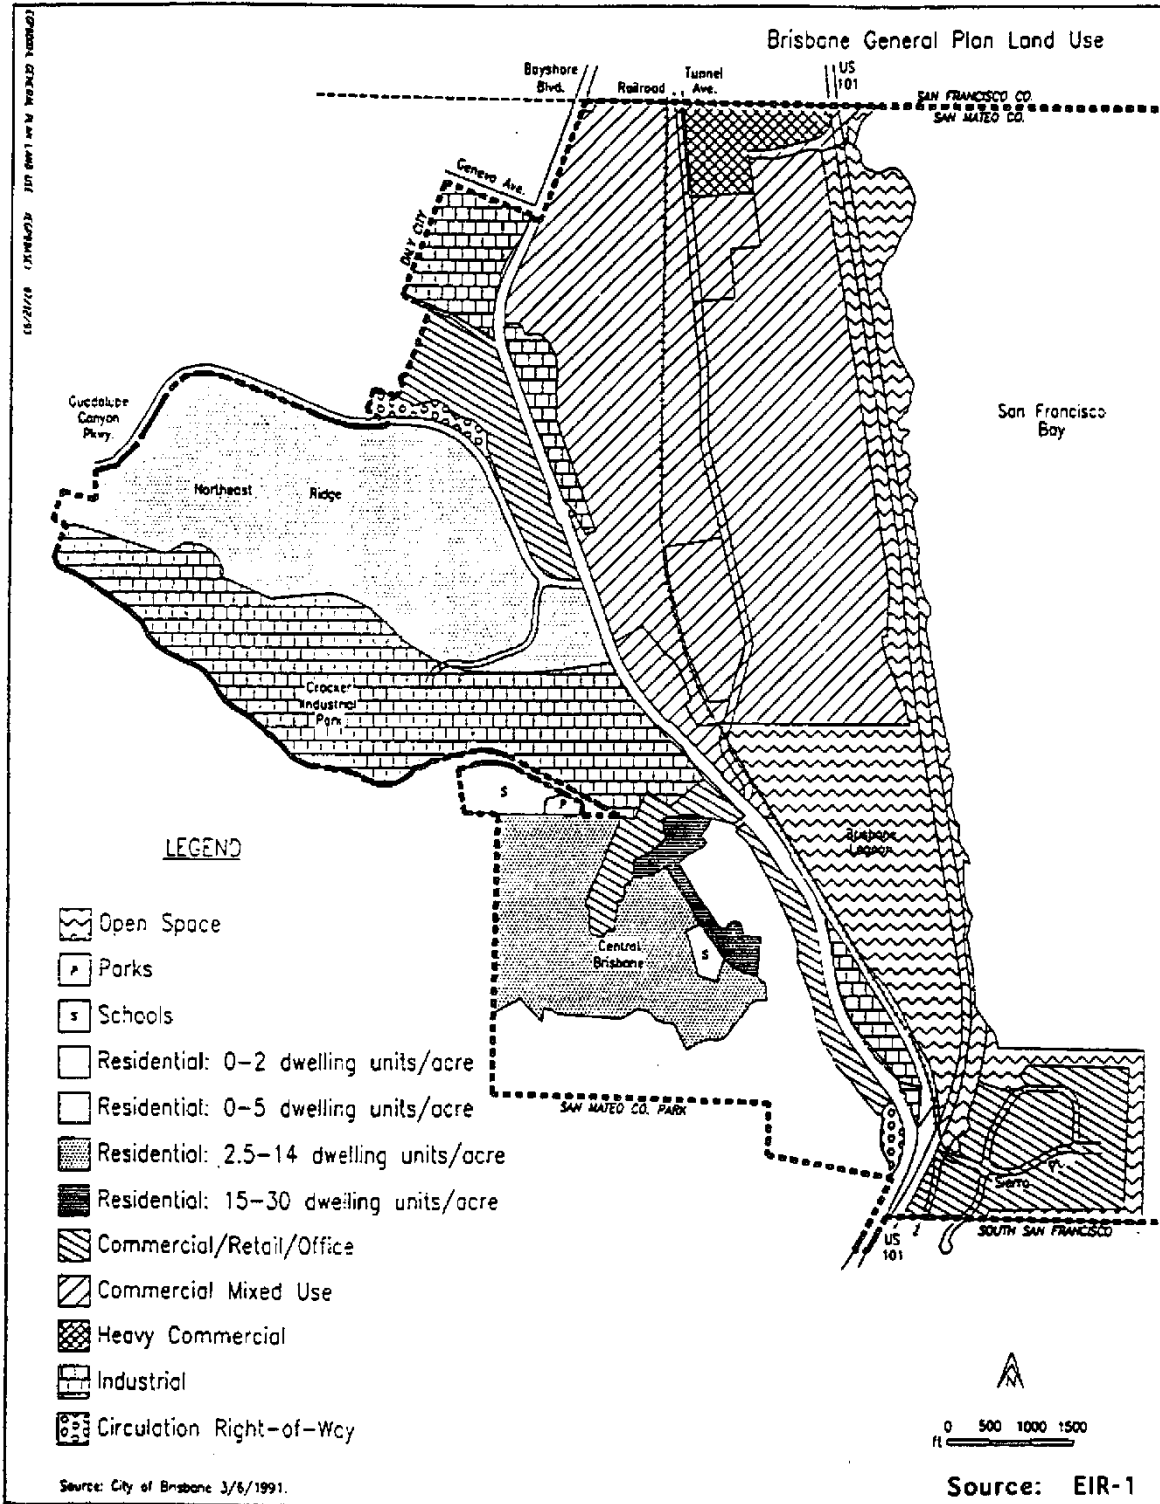 Brisbane General Plan Land Use
Bayshore
Blvd.
Railroad
Tunnel
Ave.
US
101
SAN FRANCISCO CO.
SAN MATEO CO.
Geneva Ave.
DALY CITY
Guadalupe
Canyon
Pkwy.
San Francisco
Bay
Northeast Ridge
Crocker
Industrial
Park
S
P
Brisbane
Lagoon
Central
Brisbane
S
SAN MATEO CO. PARK
Sierra
US
101
SOUTH SAN FRANCISCO
LEGEND
Open Space
P Parks
S Schools
Residential: 0-2 dwelling units/acre
Residential: 0-5 dwelling units/acre
Residential: 2.5-14 dwelling units/acre
Residential: 15-30 dwelling units/acre
Commercial/Retail/Office
Commercial Mixed Use
Heavy Commercial
Industrial
Circulation Right-of-Way
N
0 500 1000 1500
ft
Source: City of Brisbane 3/6/1991.
Source: EIR-1